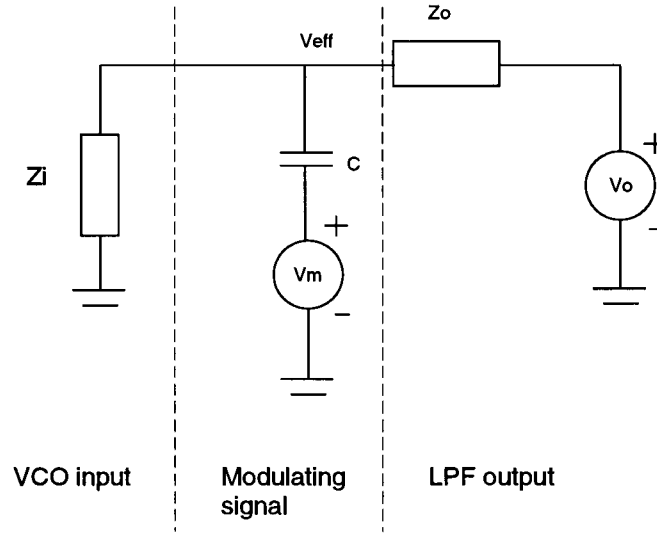 Zo
Veff
Zi
C
+
Vm
-
+
Vo
-
VCO input
Modulating
signal
LPF output